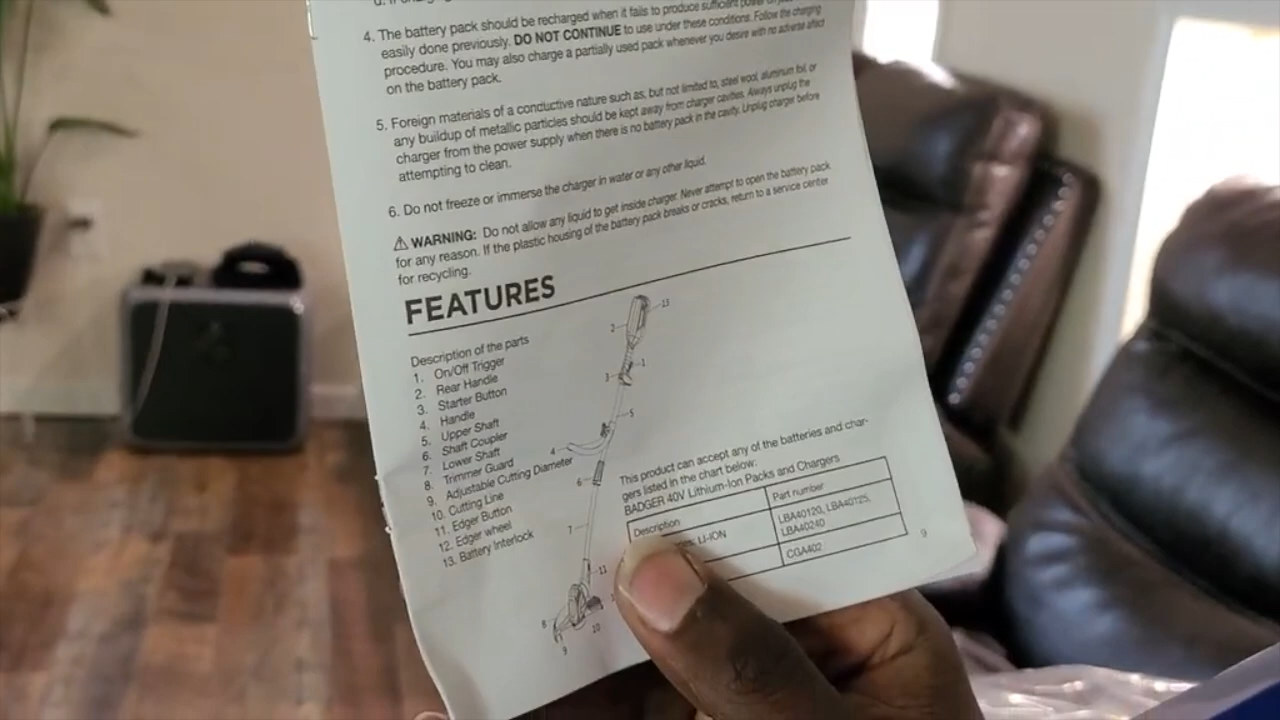 4. The battery pack should be recharged when it fails to produce sufficient power on
easily done previously. DO NOT CONTINUE to use under these conditions. Follow the charging
procedure. You may also charge a partially used pack whenever you desire with no adverse affect
on the battery pack.
5. Foreign materials of a conductive nature such as, but not limited to, steel wool, aluminum foil, or
any buildup of metallic particles should be kept away from charger cavities. Always unplug the
charger from the power supply when there is no battery pack in the cavity. Unplug charger before
attempting to clean.
6. Do not freeze or immerse the charger in water or any other liquid.
⚠ WARNING: Do not allow any liquid to get inside charger. Never attempt to open the battery pack
for any reason. If the plastic housing of the battery pack breaks or cracks, return to a service center
for recycling.
FEATURES
Description of the parts
1. On/Off Trigger
2. Rear Handle
3. Starter Button
4. Handle
5. Upper Shaft
6. Shaft Coupler
7. Lower Shaft
8. Trimmer Guard
9. Adjustable Cutting Diameter
10. Cutting Line
11. Edger Button
12. Edger wheel
13. Battery Interlock
13
2
1
3
5
4
6
7
11
8
10
9
This product can accept any of the batteries and char-
gers listed in the chart below:
BADGER 40V Lithium-Ion Packs and Chargers
Description
Part number
LI-ION
LBA40120, LBA40125,
LBA40240
CGA402
9